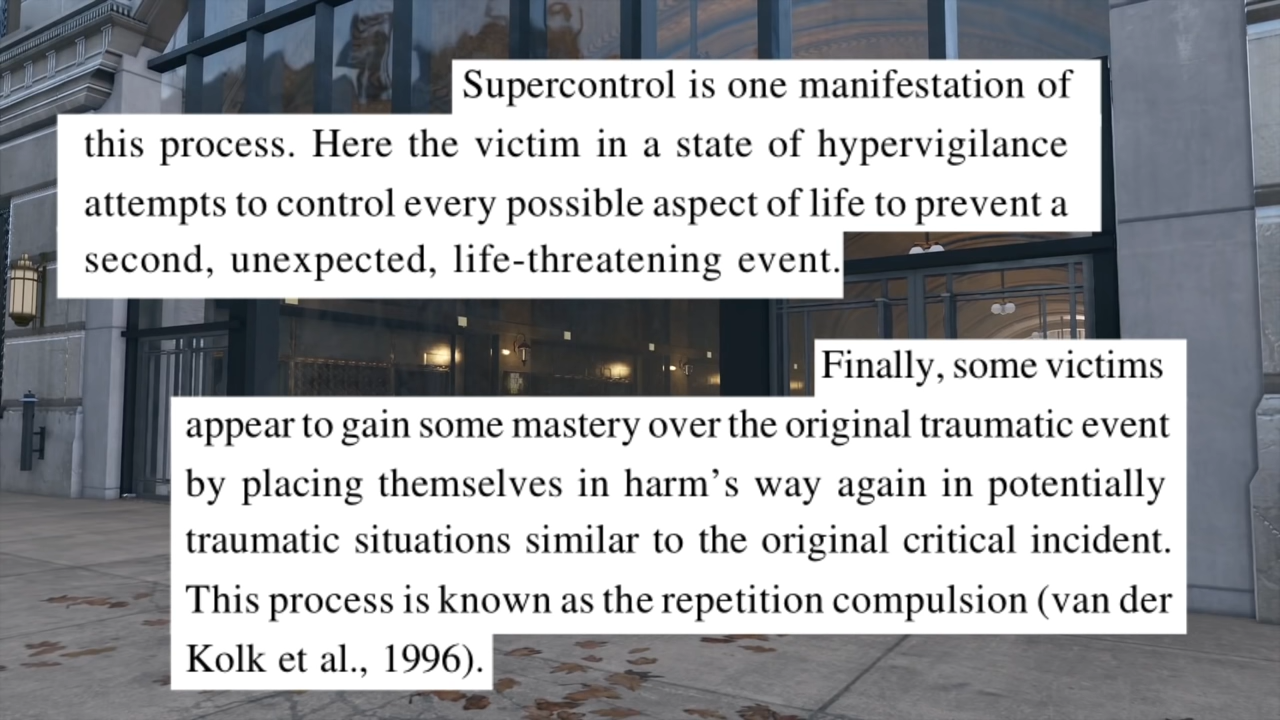 Supercontrol is one manifestation of
this process. Here the victim in a state of hypervigilance
attempts to control every possible aspect of life to prevent a
second, unexpected, life-threatening event.
Finally, some victims
appear to gain some mastery over the original traumatic event
by placing themselves in harm's way again in potentially
traumatic situations similar to the original critical incident.
This process is known as the repetition compulsion (van der
Kolk et al., 1996).